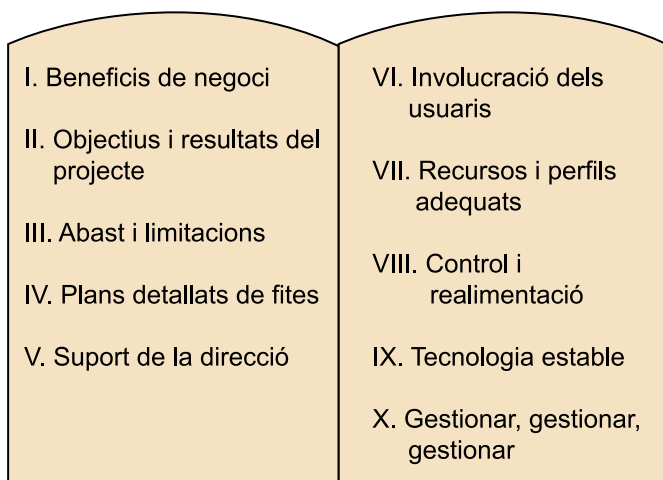 I. Beneficis de negoci
II. Objectius i resultats del
projecte
III. Abast i limitacions
IV. Plans detallats de fites
V. Suport de la direcció
VI. Involucració dels
usuaris
VII. Recursos i perfils
adequats
VIII. Control i
realimentació
IX. Tecnologia estable
X. Gestionar, gestionar,
gestionar